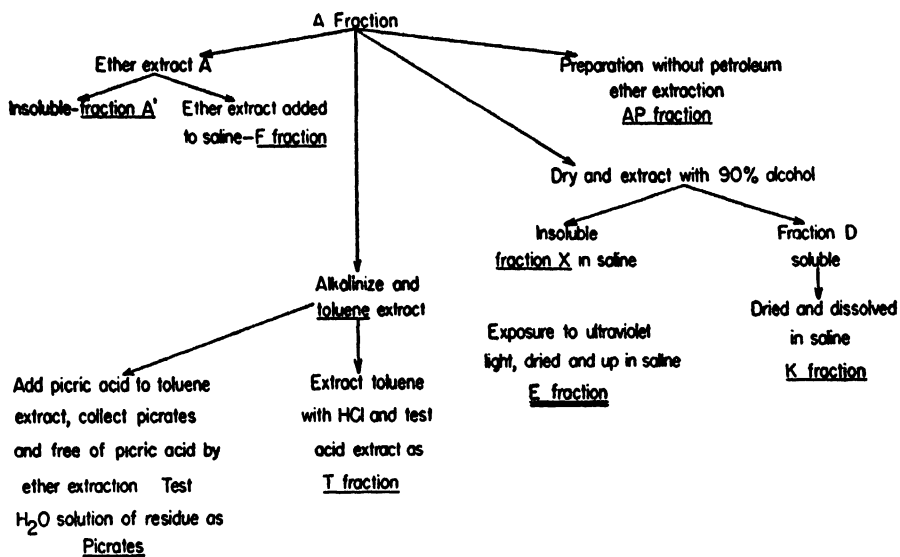 A Fraction
Ether extract A
Insoluble-fraction A'
Ether extract added
to saline-F fraction
Preparation without petroleum
ether extraction
AP fraction
Dry and extract with 90% alcohol
Insoluble
fraction X in saline
Fraction D
soluble
Alkalinize and
toluene extract
Dried and dissolved
in saline
K fraction
Exposure to ultraviolet
light, dried and up in saline
E fraction
Add picric acid to toluene
extract, collect picrates
and free of picric acid by
ether extraction Test
H₂O solution of residue as
Picrates
Extract toluene
with HCl and test
acid extract as
T fraction